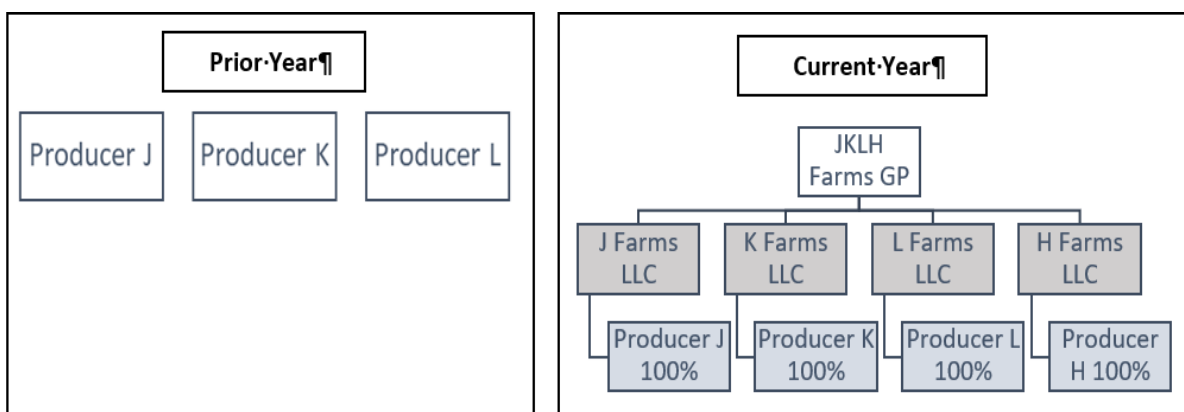 Prior·Year¶
Producer J
Producer K
Producer L
Current·Year¶
JKLH
Farms GP
J Farms
LLC
K Farms
LLC
L Farms
LLC
H Farms
LLC
Producer J
100%
Producer K
100%
Producer L
100%
Producer
H 100%